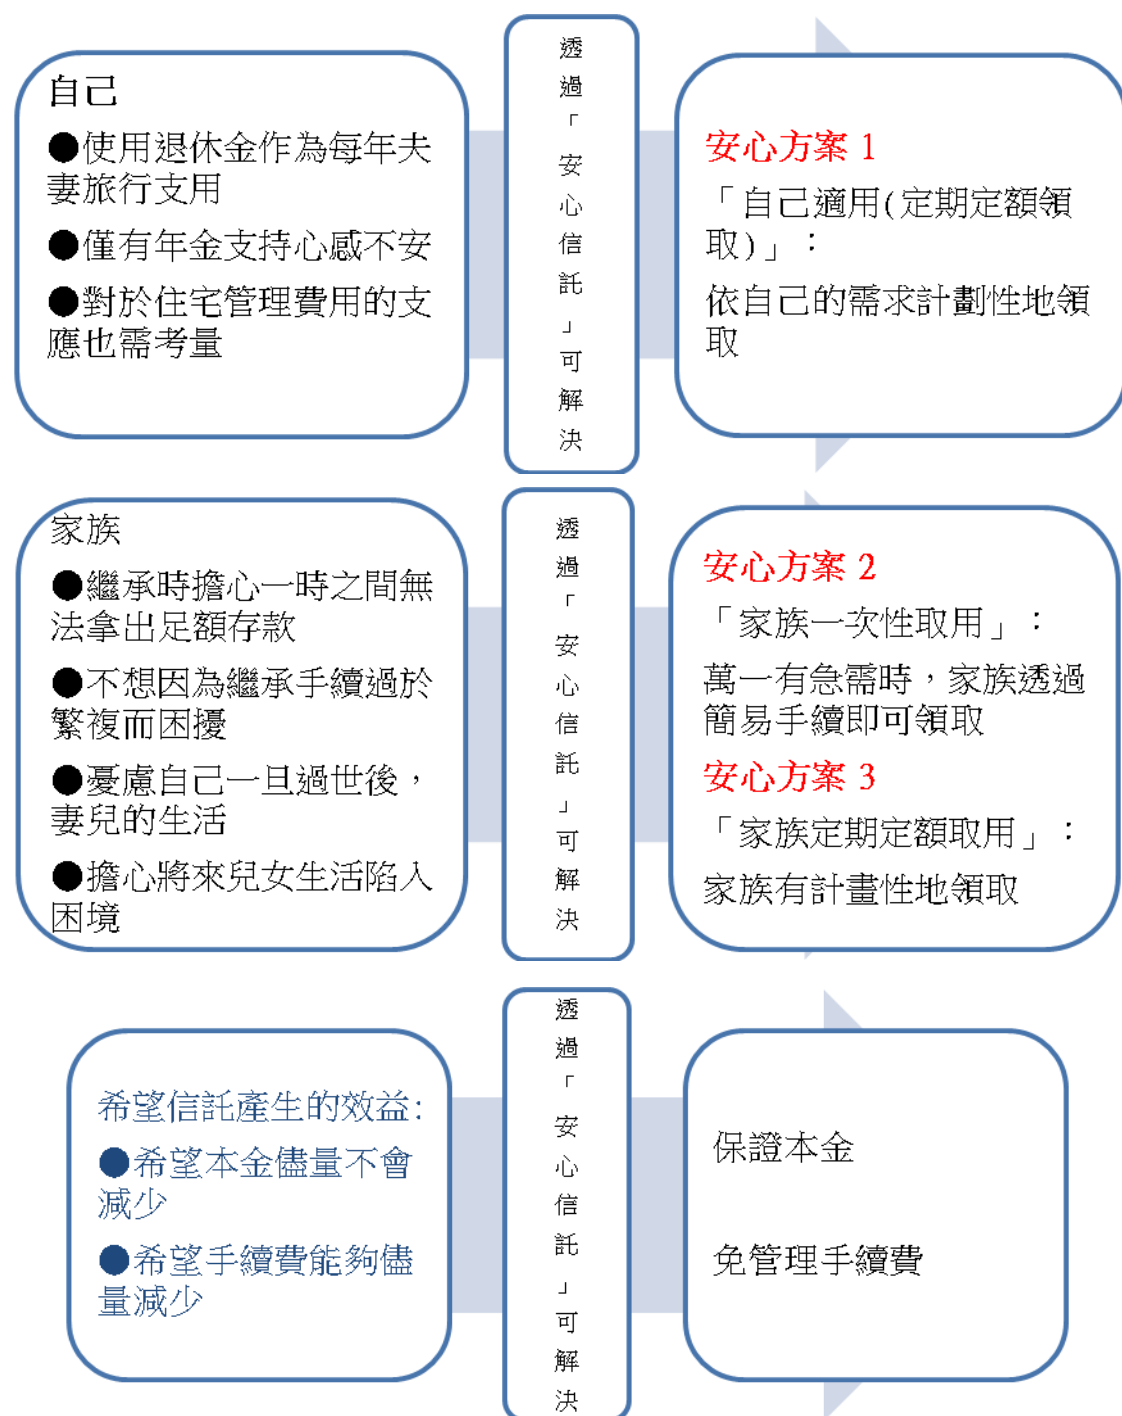 自己
●使用退休金作為每年夫
妻旅行支用
●僅有年金支持心感不安
●對於住宅管理費用的支
應也需考量
透過「安心信託」可解決
安心方案 1
「自己適用(定期定額領
取)」：
依自己的需求計劃性地領
取
家族
●繼承時擔心一時之間無
法拿出足額存款
●不想因為繼承手續過於
繁複而困擾
●憂慮自己一旦過世後，
妻兒的生活
●擔心將來兒女生活陷入
困境
透過「安心信託」可解決
安心方案 2
「家族一次性取用」：
萬一有急需時，家族透過
簡易手續即可領取
安心方案 3
「家族定期定額取用」：
家族有計畫性地領取
希望信託產生的效益:
●希望本金儘量不會
減少
●希望手續費能夠儘
量減少
透過「安心信託」可解決
保證本金
免管理手續費